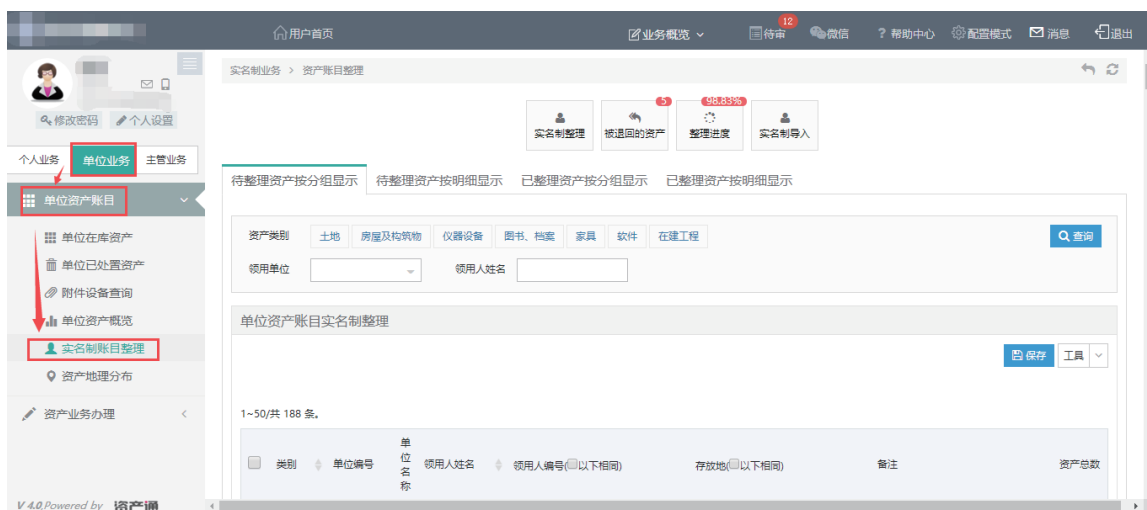 用户首页 业务概览 12 待审 微信 ? 帮助中心 配置模式 消息 退出
实名制业务 > 资产账目整理
修改密码 个人设置
5 98.83%
实名制整理 被退回的资产 整理进度 实名制导入
个人业务 单位业务 主管业务
待整理资产按分组显示 待整理资产按明细显示 已整理资产按分组显示 已整理资产按明细显示
单位资产账目
单位在库资产
单位已处置资产
附件设备查询
单位资产概览
实名制账目整理
资产地理分布
资产业务办理
资产类别 土地 房屋及构筑物 仪器设备 图书、档案 家具 软件 在建工程 查询
领用单位 领用人姓名
单位资产账目实名制整理
保存 工具
1~50/共 188 条。
类别 单位编号 单位名称 领用人姓名 领用人编号(以下相同) 存放地(以下相同) 备注 资产总数
V 4.0.Powered by 资产通